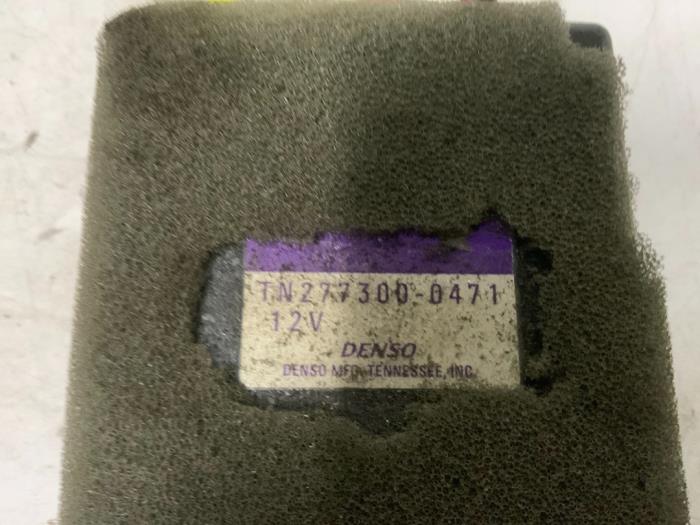 TN277300-0471
12V
DENSO
DENSO MFG. TENNESSEE, INC.